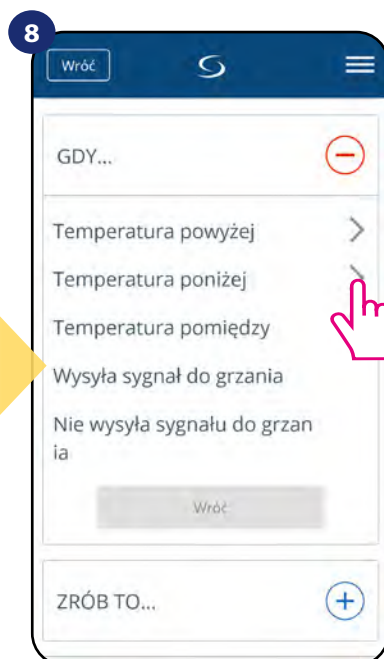 8
Wróć
GDY...
Temperatura powyżej
Temperatura poniżej
Temperatura pomiędzy
Wysyła sygnał do grzania
Nie wysyła sygnału do grzan
ia
Wróć
ZRÓB TO...